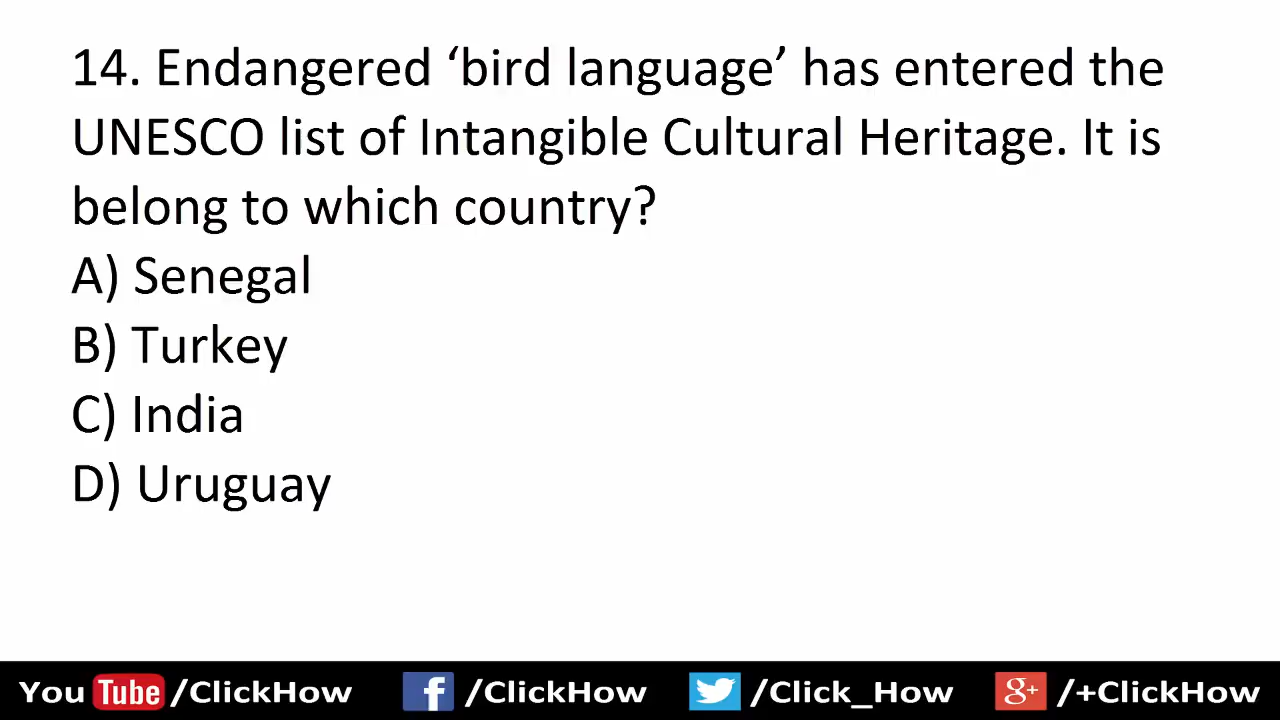 14. Endangered ‘bird language’ has entered the
UNESCO list of Intangible Cultural Heritage. It is
belong to which country?
A) Senegal
B) Turkey
C) India
D) Uruguay
You Tube /ClickHow f /ClickHow /Click_How g+ /+ClickHow